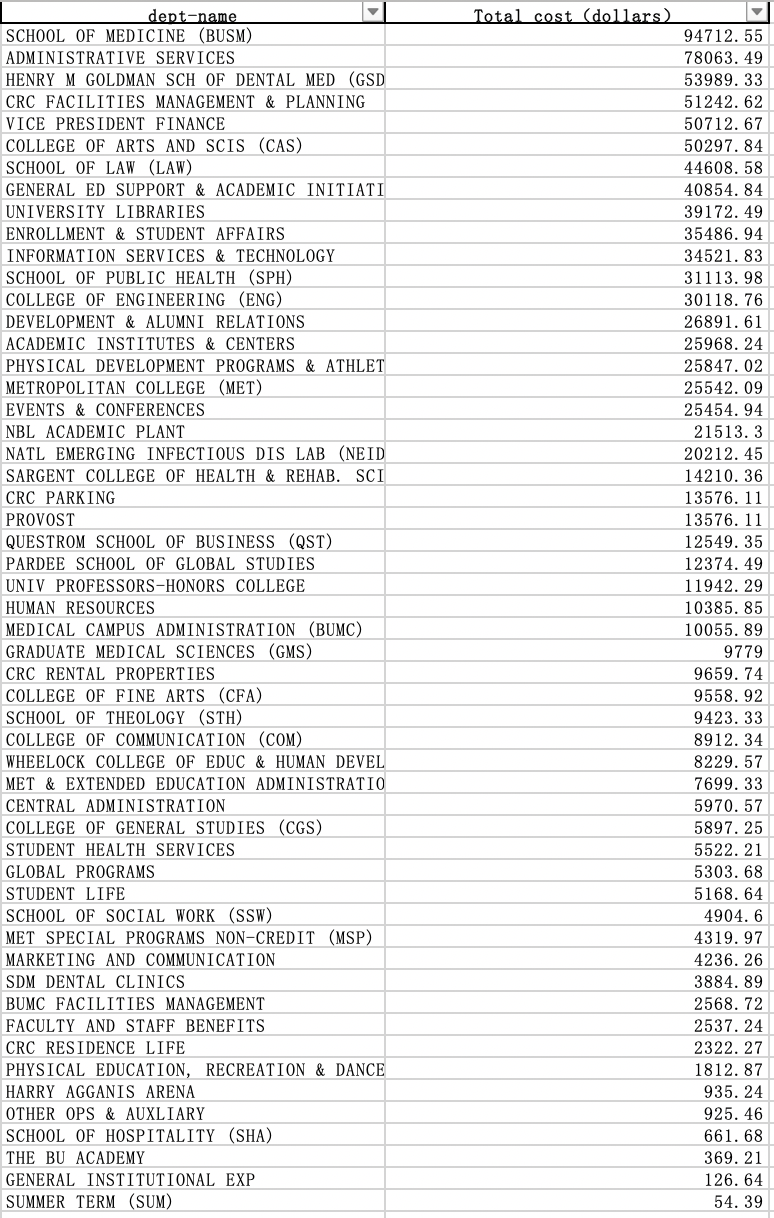 dept-name Total cost (dollars)
SCHOOL OF MEDICINE (BUSM) 94712.55
ADMINISTRATIVE SERVICES 78063.49
HENRY M GOLDMAN SCH OF DENTAL MED (GSD 53989.33
CRC FACILITIES MANAGEMENT & PLANNING 51242.62
VICE PRESIDENT FINANCE 50712.67
COLLEGE OF ARTS AND SCIS (CAS) 50297.84
SCHOOL OF LAW (LAW) 44608.58
GENERAL ED SUPPORT & ACADEMIC INITIATI 40854.84
UNIVERSITY LIBRARIES 39172.49
ENROLLMENT & STUDENT AFFAIRS 35486.94
INFORMATION SERVICES & TECHNOLOGY 34521.83
SCHOOL OF PUBLIC HEALTH (SPH) 31113.98
COLLEGE OF ENGINEERING (ENG) 30118.76
DEVELOPMENT & ALUMNI RELATIONS 26891.61
ACADEMIC INSTITUTES & CENTERS 25968.24
PHYSICAL DEVELOPMENT PROGRAMS & ATHLET 25847.02
METROPOLITAN COLLEGE (MET) 25542.09
EVENTS & CONFERENCES 25454.94
NBL ACADEMIC PLANT 21513.3
NATL EMERGING INFECTIOUS DIS LAB (NEID 20212.45
SARGENT COLLEGE OF HEALTH & REHAB. SCI 14210.36
CRC PARKING 13576.11
PROVOST 13576.11
QUESTROM SCHOOL OF BUSINESS (QST) 12549.35
PARDEE SCHOOL OF GLOBAL STUDIES 12374.49
UNIV PROFESSORS-HONORS COLLEGE 11942.29
HUMAN RESOURCES 10385.85
MEDICAL CAMPUS ADMINISTRATION (BUMC) 10055.89
GRADUATE MEDICAL SCIENCES (GMS) 9779
CRC RENTAL PROPERTIES 9659.74
COLLEGE OF FINE ARTS (CFA) 9558.92
SCHOOL OF THEOLOGY (STH) 9423.33
COLLEGE OF COMMUNICATION (COM) 8912.34
WHEELOCK COLLEGE OF EDUC & HUMAN DEVEL 8229.57
MET & EXTENDED EDUCATION ADMINISTRATIO 7699.33
CENTRAL ADMINISTRATION 5970.57
COLLEGE OF GENERAL STUDIES (CGS) 5897.25
STUDENT HEALTH SERVICES 5522.21
GLOBAL PROGRAMS 5303.68
STUDENT LIFE 5168.64
SCHOOL OF SOCIAL WORK (SSW) 4904.6
MET SPECIAL PROGRAMS NON-CREDIT (MSP) 4319.97
MARKETING AND COMMUNICATION 4236.26
SDM DENTAL CLINICS 3884.89
BUMC FACILITIES MANAGEMENT 2568.72
FACULTY AND STAFF BENEFITS 2537.24
CRC RESIDENCE LIFE 2322.27
PHYSICAL EDUCATION, RECREATION & DANCE 1812.87
HARRY AGGANIS ARENA 935.24
OTHER OPS & AUXLIARY 925.46
SCHOOL OF HOSPITALITY (SHA) 661.68
THE BU ACADEMY 369.21
GENERAL INSTITUTIONAL EXP 126.64
SUMMER TERM (SUM) 54.39